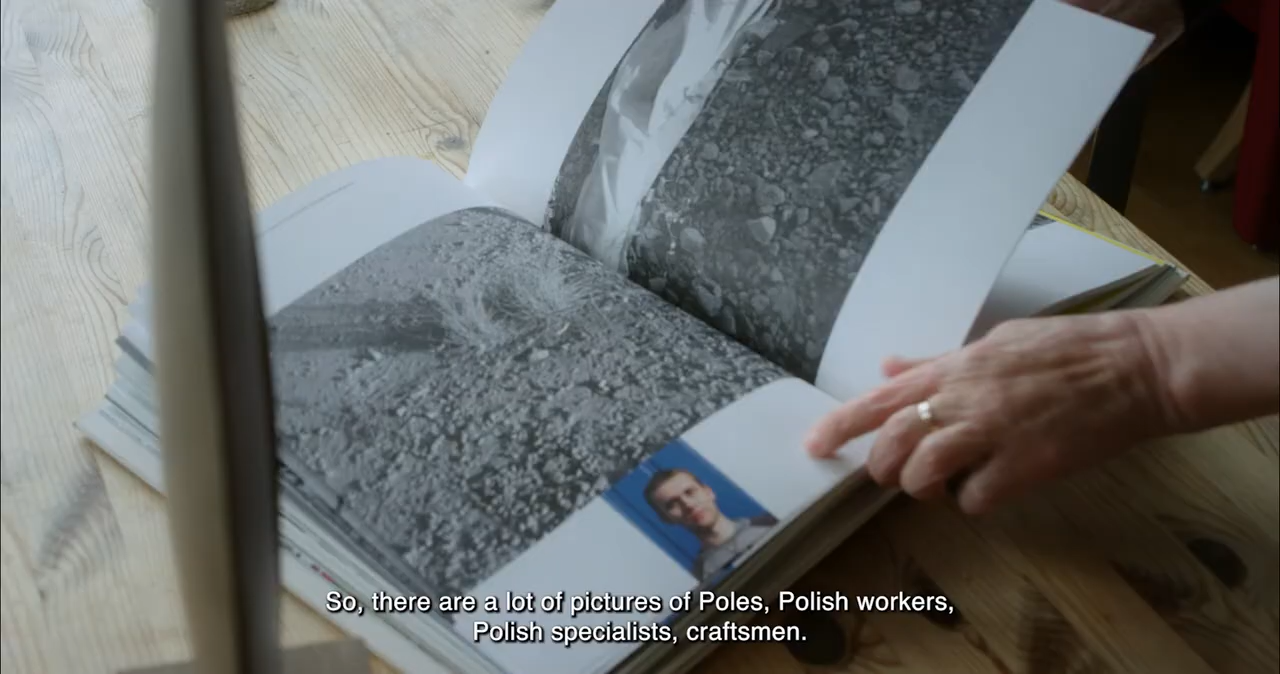 So, there are a lot of pictures of Poles, Polish workers,
Polish specialists, craftsmen.